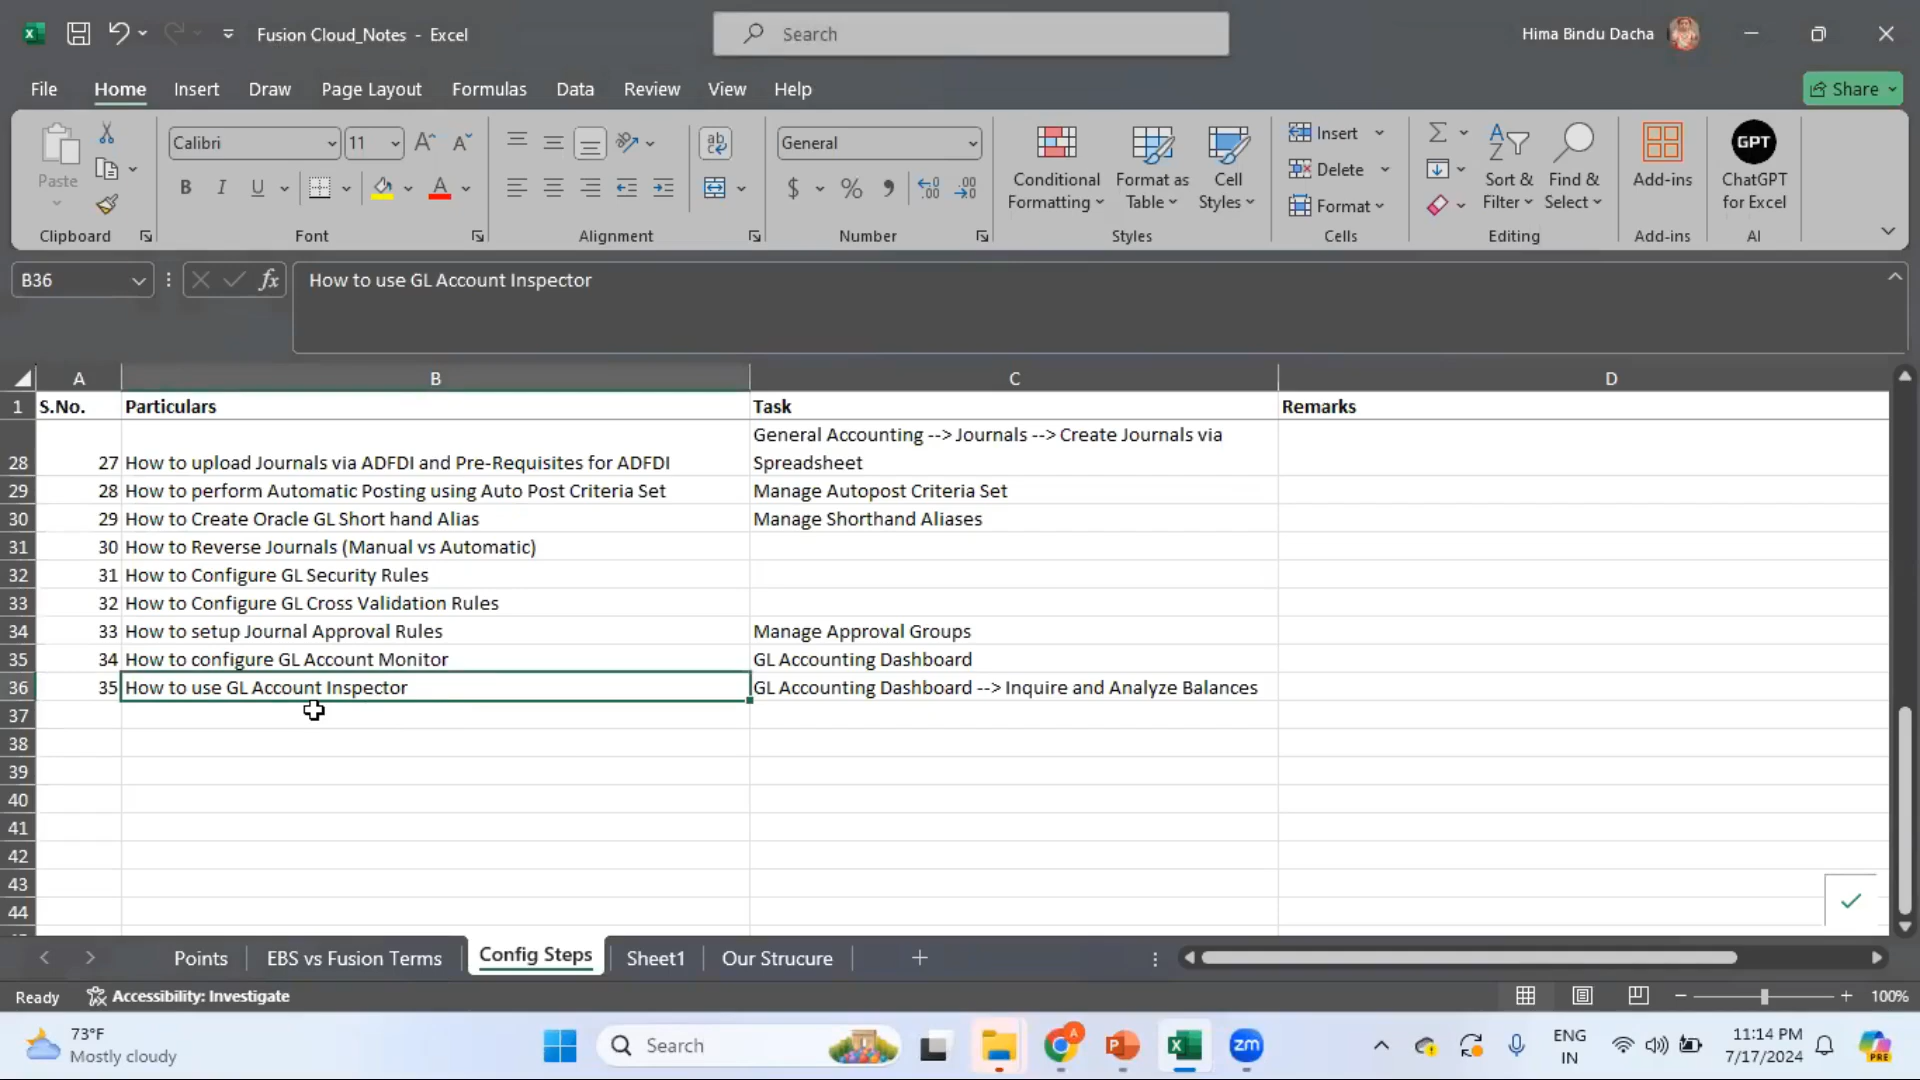 Fusion Cloud_Notes - Excel
Search
Hima Bindu Dacha
File Home Insert Draw Page Layout Formulas Data Review View Help
Share
Paste
Clipboard
Calibri 11
B I U A
Font
ab
Alignment
General
$ % 9
Number
Conditional Formatting
Format as Table
Cell Styles
Styles
Insert
Delete
Format
Cells
Sort & Filter
Find & Select
Editing
Add-ins
Add-ins
GPT
ChatGPT for Excel
AI
B36
fx
How to use GL Account Inspector
A B C D
1 S.No. Particulars Task Remarks
28 27 How to upload Journals via ADFDI and Pre-Requisites for ADFDI General Accounting --> Journals --> Create Journals via
Spreadsheet
29 28 How to perform Automatic Posting using Auto Post Criteria Set Manage Autopost Criteria Set
30 29 How to Create Oracle GL Short hand Alias Manage Shorthand Aliases
31 30 How to Reverse Journals (Manual vs Automatic)
32 31 How to Configure GL Security Rules
33 32 How to Configure GL Cross Validation Rules
34 33 How to setup Journal Approval Rules Manage Approval Groups
35 34 How to configure GL Account Monitor GL Accounting Dashboard
36 35 How to use GL Account Inspector GL Accounting Dashboard --> Inquire and Analyze Balances
37
38
39
40
41
42
43
44
Points EBS vs Fusion Terms Config Steps Sheet1 Our Strucure
Ready Accessibility: Investigate 100%
73°F
Mostly cloudy
Search
A
zm
ENG
IN
11:14 PM
7/17/2024
PRE